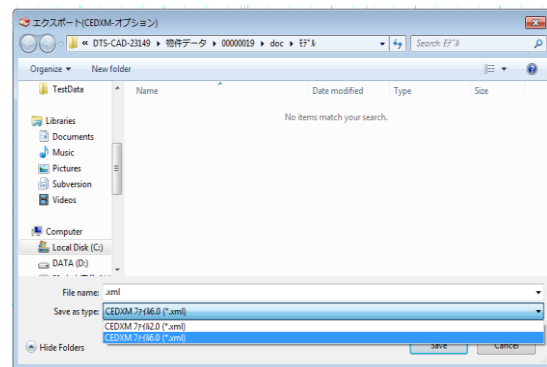 エクスポート(CEDXM-オプション)
« DTS-CAD-23149 ▸ 物件データ ▸ 00000019 ▸ doc ▸ ﾓﾃﾞﾙ
Search ﾓﾃﾞﾙ
Organize ▾ New folder
TestData
Name Date modified Type Size
No items match your search.
Libraries
Documents
Music
Pictures
Subversion
Videos
Computer
Local Disk (C:)
DATA (D:)
File name: .xml
Save as type: CEDXM ﾌｧｲﾙ6.0 (*.xml)
CEDXM ﾌｧｲﾙ2.0 (*.xml)
CEDXM ﾌｧｲﾙ6.0 (*.xml)
Hide Folders
Save Cancel